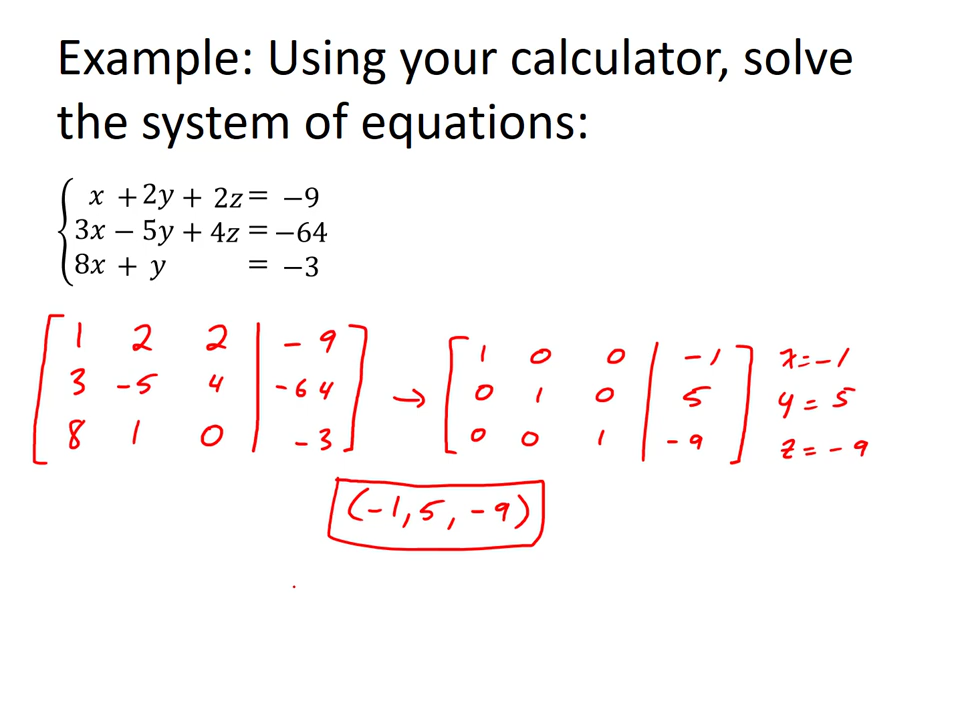 Example: Using your calculator, solve
the system of equations:
x + 2y + 2z = −9
3x − 5y + 4z = −64
8x + y = −3
1 2 2 | -9
3 -5 4 | -64
8 1 0 | -3
→
1 0 0 | -1
0 1 0 | 5
0 0 1 | -9
x=-1
y=5
z=-9
(-1,5,-9)